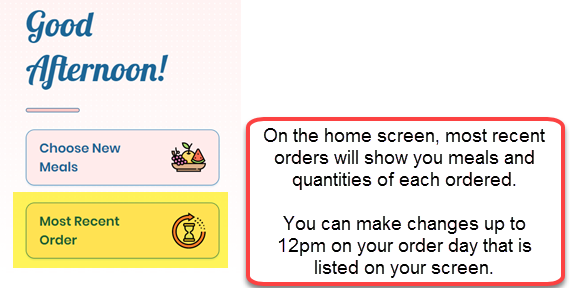 Good
Afternoon!
Choose New
Meals
Most Recent
Order
On the home screen, most recent
orders will show you meals and
quantities of each ordered.
You can make changes up to
12pm on your order day that is
listed on your screen.